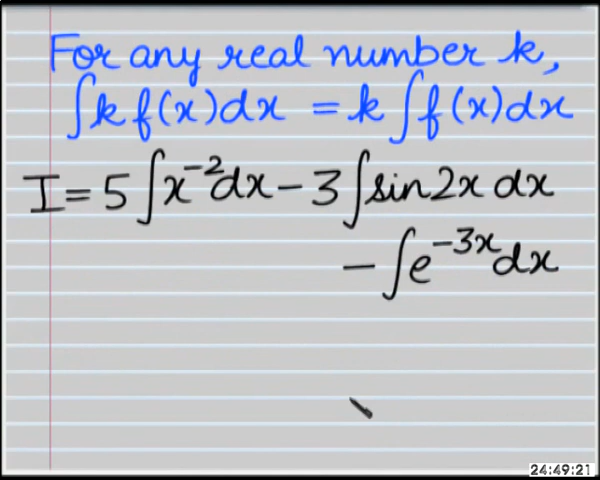 For any real number k,
∫k f(x)dx = k∫f(x)dx
I = 5∫x⁻²dx – 3∫sin2x dx
– ∫e⁻³ˣdx
24:49:21